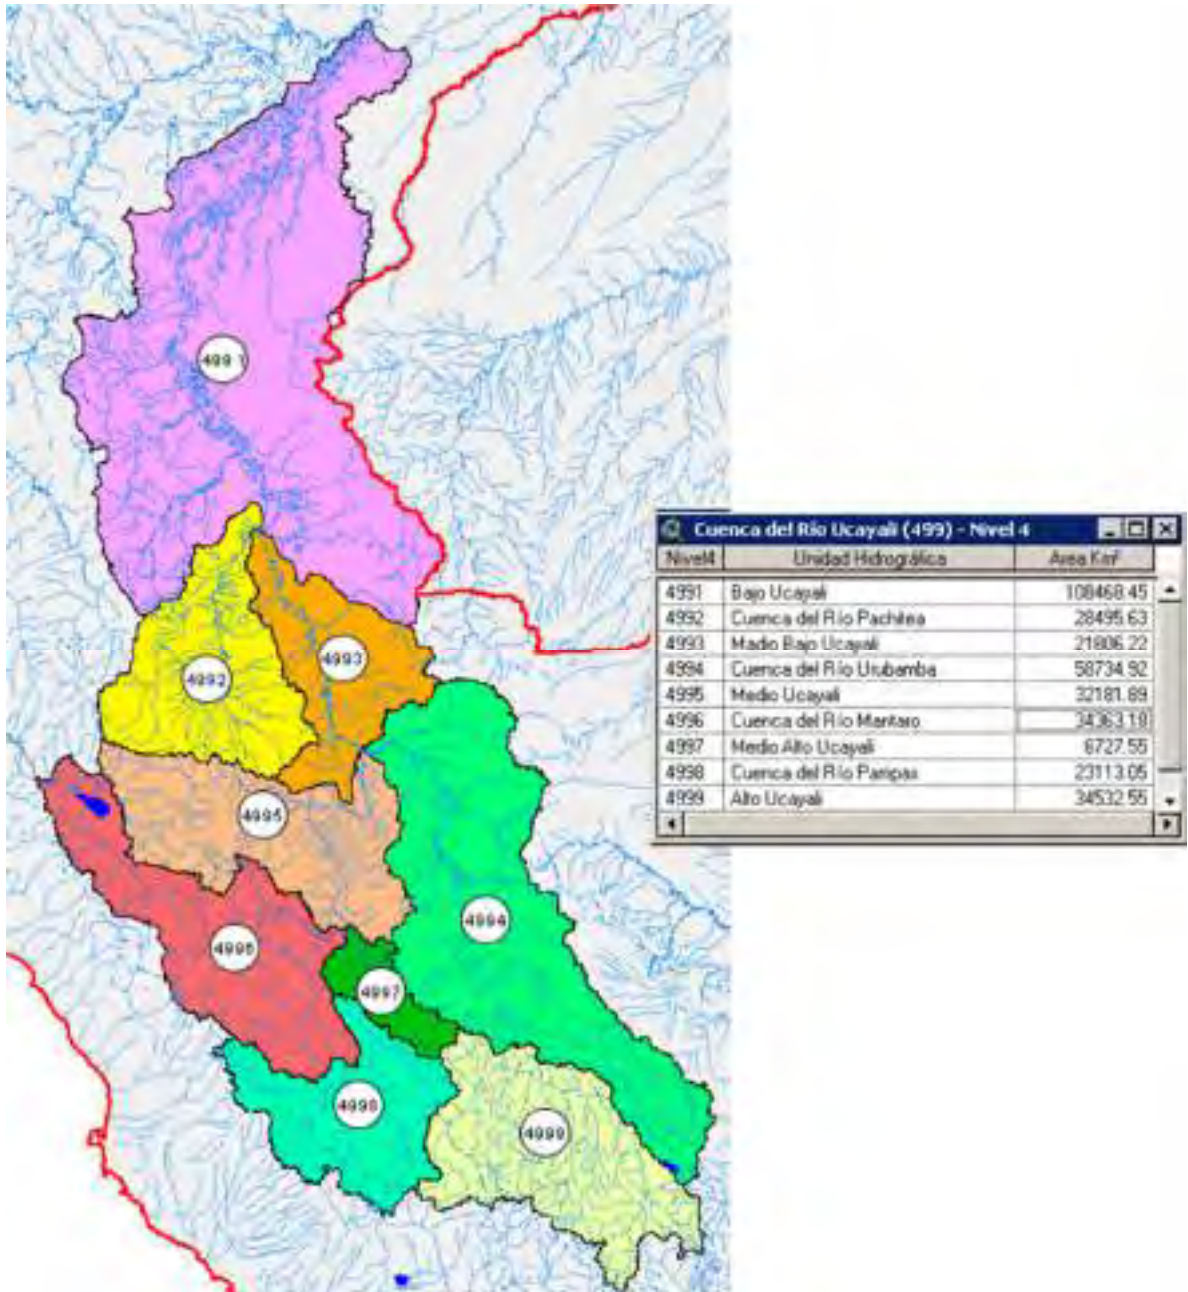 4991
4993
4992
4995
4994
4996
4997
4998
4999
Cuenca del Río Ucayali (499) - Nivel 4
Nivel4 Unidad Hidrográfica Area Km²
4991 Bajo Ucayali 108468.45
4992 Cuenca del Río Pachitea 28495.63
4993 Medio Bajo Ucayali 21806.22
4994 Cuenca del Río Urubamba 58734.92
4995 Medio Ucayali 32181.89
4996 Cuenca del Río Mantaro 34363.18
4997 Medio Alto Ucayali 6727.55
4998 Cuenca del Río Pampas 23113.05
4999 Alto Ucayali 34532.55